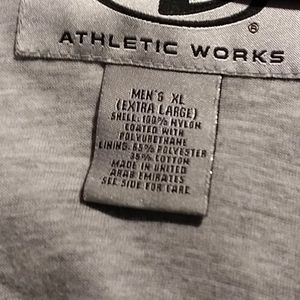 ®
ATHLETIC WORKS
MEN'S XL
(EXTRA LARGE)
SHELL: 100% NYLON
COATED WITH
POLYURETHANE
LINING: 65% POLYESTER
35% COTTON
MADE IN UNITED
ARAB EMIRATES
SEE SIDE FOR CARE